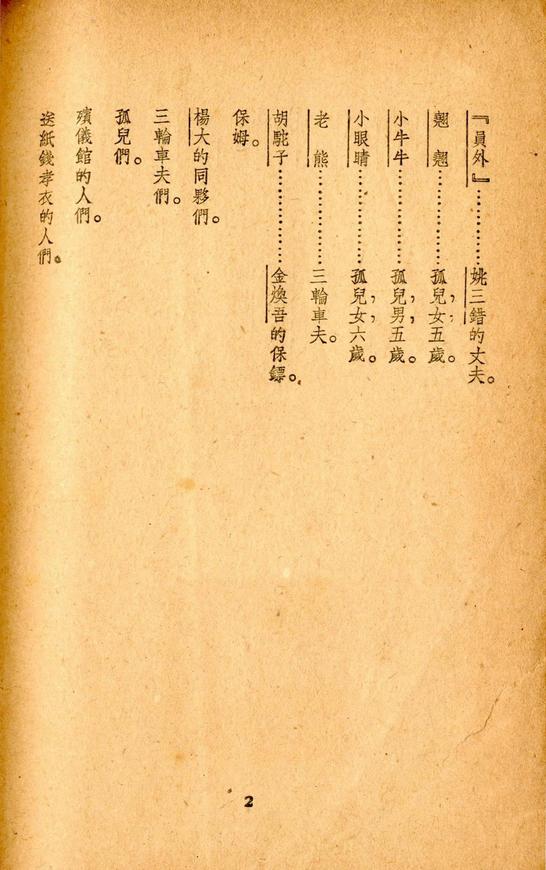 『員外』……………姚三錯的丈夫。
翹　翹……………孤兒，女，五歲。
小牛牛……………孤兒，男，五歲。
小眼睛……………孤兒，女，六歲。
老　熊……………三輪車夫。
胡駝子……………金煥吾的保鏢。
保姆。
楊大的同夥們。
三輪車夫們。
孤兒們。
殯儀館的人們。
送紙錢孝衣的人們。
2